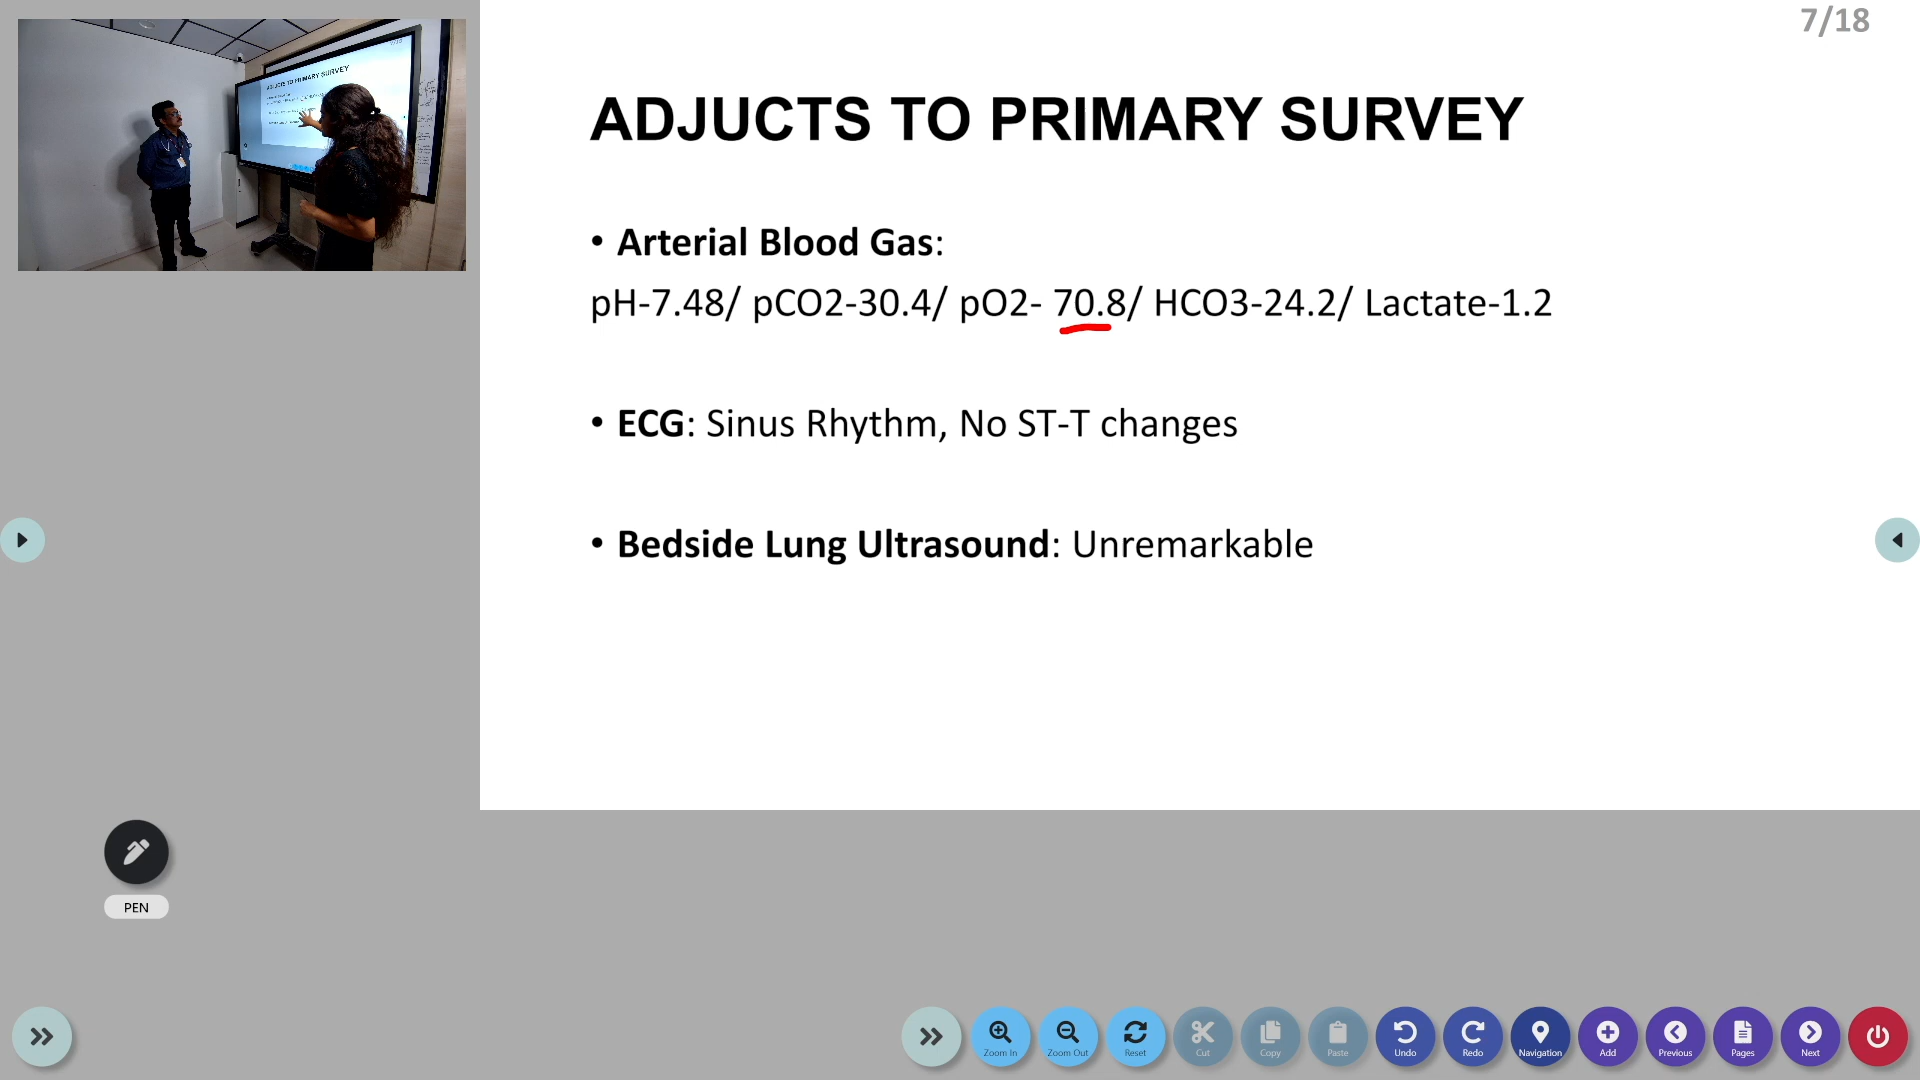 7/18
ADJUCTS TO PRIMARY SURVEY
• Arterial Blood Gas:
pH-7.48/ pCO2-30.4/ pO2- 70.8/ HCO3-24.2/ Lactate-1.2
• ECG: Sinus Rhythm, No ST-T changes
• Bedside Lung Ultrasound: Unremarkable
PEN
Zoom In Zoom Out Reset Cut Copy Paste Undo Redo Navigation Add Previous Pages Next